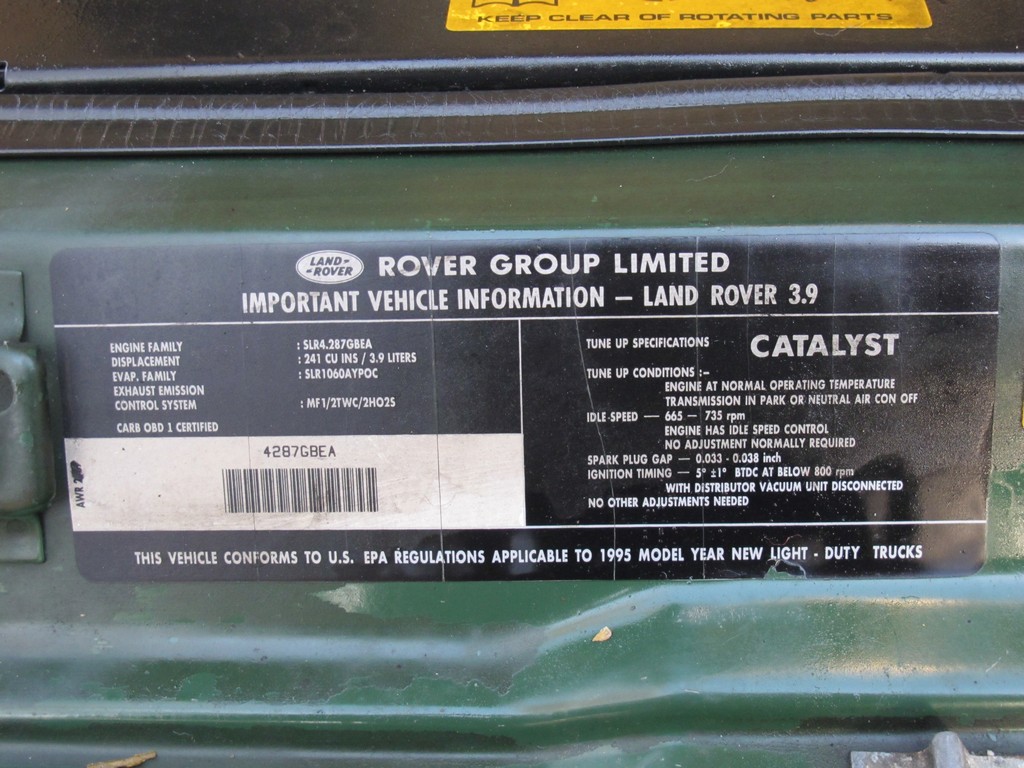 KEEP CLEAR OF ROTATING PARTS
LAND-
-ROVER
ROVER GROUP LIMITED
IMPORTANT VEHICLE INFORMATION – LAND ROVER 3.9
ENGINE FAMILY : SLR4.287GBEA
DISPLACEMENT : 241 CU INS / 3.9 LITERS
EVAP. FAMILY : SLR1060AYPOC
EXHAUST EMISSION
CONTROL SYSTEM : MF1/2TWC/2HO2S
CARB OBD 1 CERTIFIED
4287GBEA
AWR
TUNE UP SPECIFICATIONS CATALYST
TUNE UP CONDITIONS :–
ENGINE AT NORMAL OPERATING TEMPERATURE
TRANSMISSION IN PARK OR NEUTRAL AIR CON OFF
IDLE SPEED — 665 – 735 rpm
ENGINE HAS IDLE SPEED CONTROL
NO ADJUSTMENT NORMALLY REQUIRED
SPARK PLUG GAP – 0.033 - 0.038 inch
IGNITION TIMING – 5° ±1° BTDC AT BELOW 800 rpm
WITH DISTRIBUTOR VACUUM UNIT DISCONNECTED
NO OTHER ADJUSTMENTS NEEDED
THIS VEHICLE CONFORMS TO U.S. EPA REGULATIONS APPLICABLE TO 1995 MODEL YEAR NEW LIGHT - DUTY TRUCKS